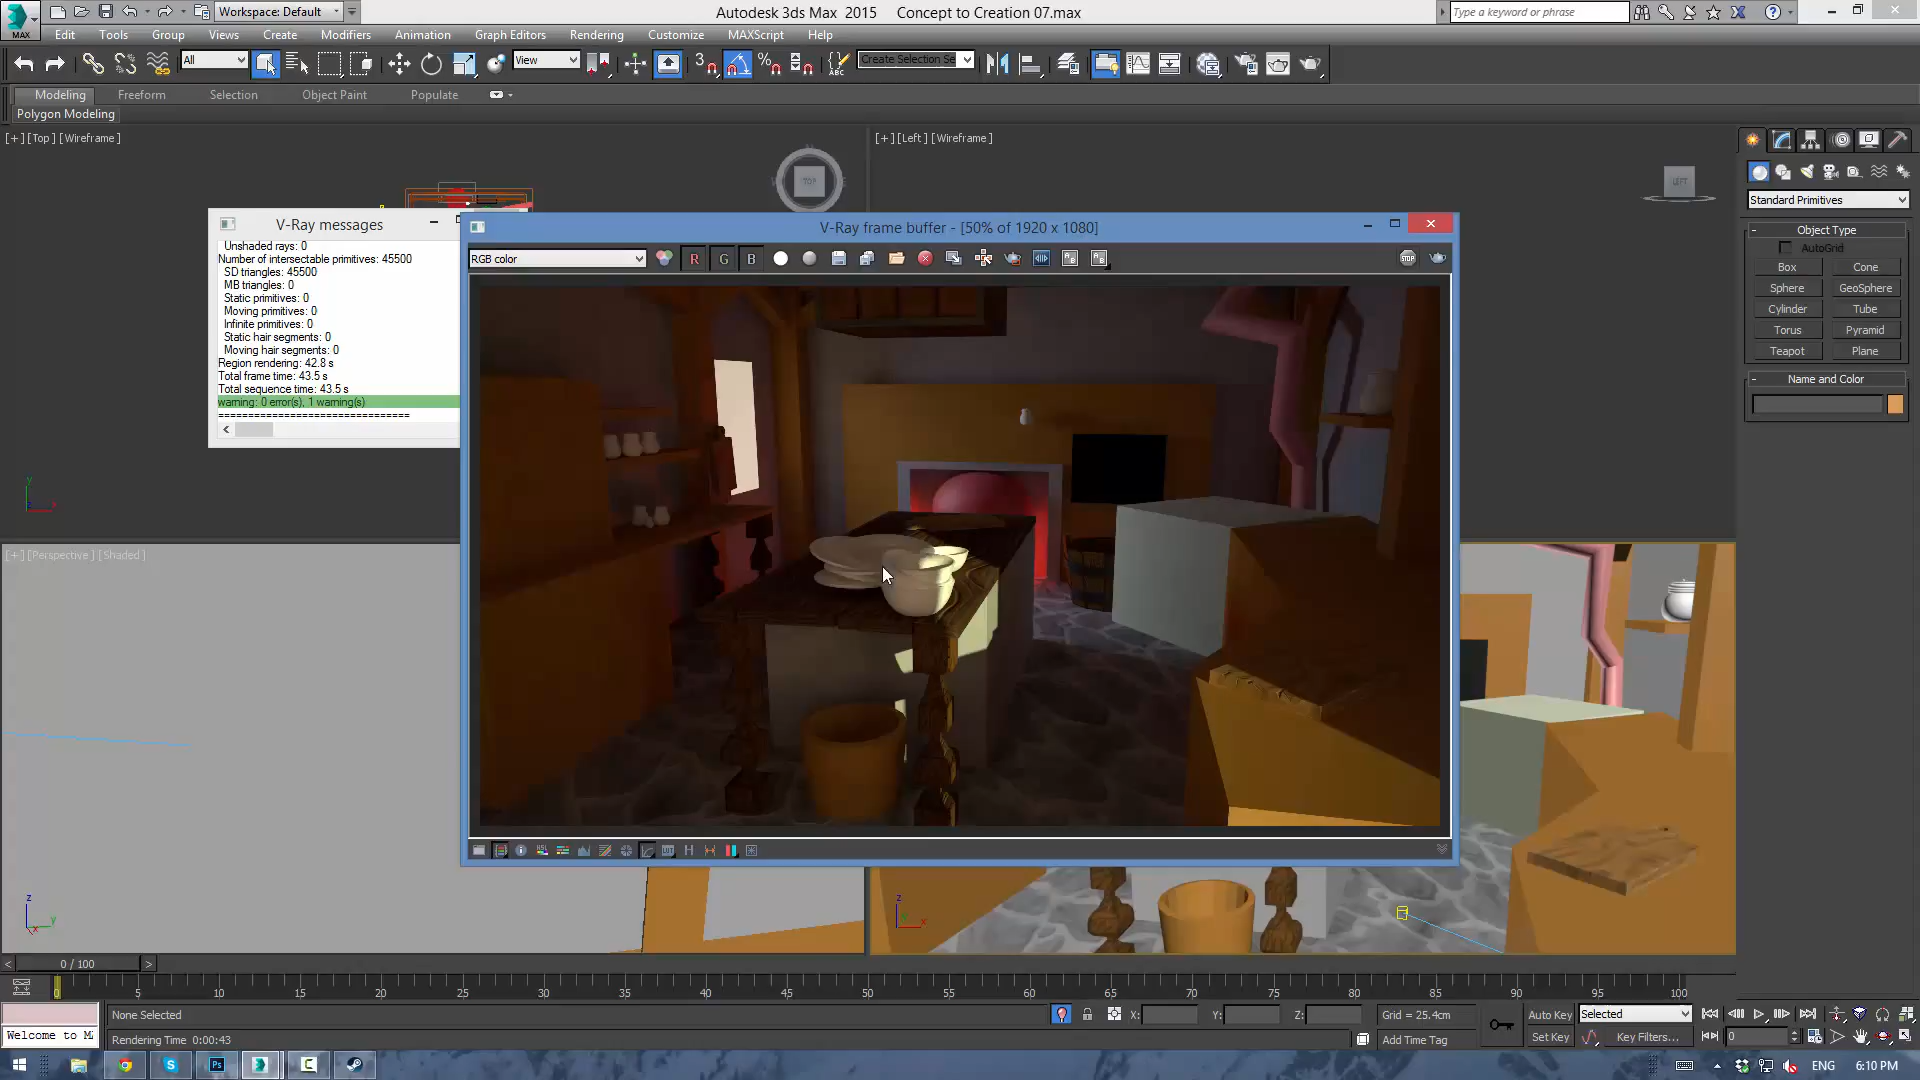 MAX
Workspace: Default
Autodesk 3ds Max 2015 Concept to Creation 07.max
Type a keyword or phrase
Edit Tools Group Views Create Modifiers Animation Graph Editors Rendering Customize MAXScript Help
All
View
3
ABC
Create Selection Se
Modeling Freeform Selection Object Paint Populate
Polygon Modeling
[+] [Top] [Wireframe]
[+] [Left] [Wireframe]
TOP
LEFT
Standard Primitives
Object Type
AutoGrid
Box Cone
Sphere GeoSphere
Cylinder Tube
Torus Pyramid
Teapot Plane
Name and Color
V-Ray messages
Unshaded rays: 0
Number of intersectable primitives: 45500
SD triangles: 45500
MB triangles: 0
Static primitives: 0
Moving primitives: 0
Infinite primitives: 0
Static hair segments: 0
Moving hair segments: 0
Region rendering: 42.8 s
Total frame time: 43.5 s
Total sequence time: 43.5 s
warning: 0 error(s), 1 warning(s)
==============================
V-Ray frame buffer - [50% of 1920 x 1080]
RGB color
R G B
STOP
[+] [Perspective] [Shaded]
0 / 100
5 10 15 20 25 30 35 40 45 50 55 60 65 70 75 80 85 90 95 100
None Selected
X: Y: Z:
Grid = 25.4cm
Auto Key
Selected
Welcome to M
Rendering Time 0:00:43
Add Time Tag
Set Key
Key Filters...
0
ENG
6:10 PM